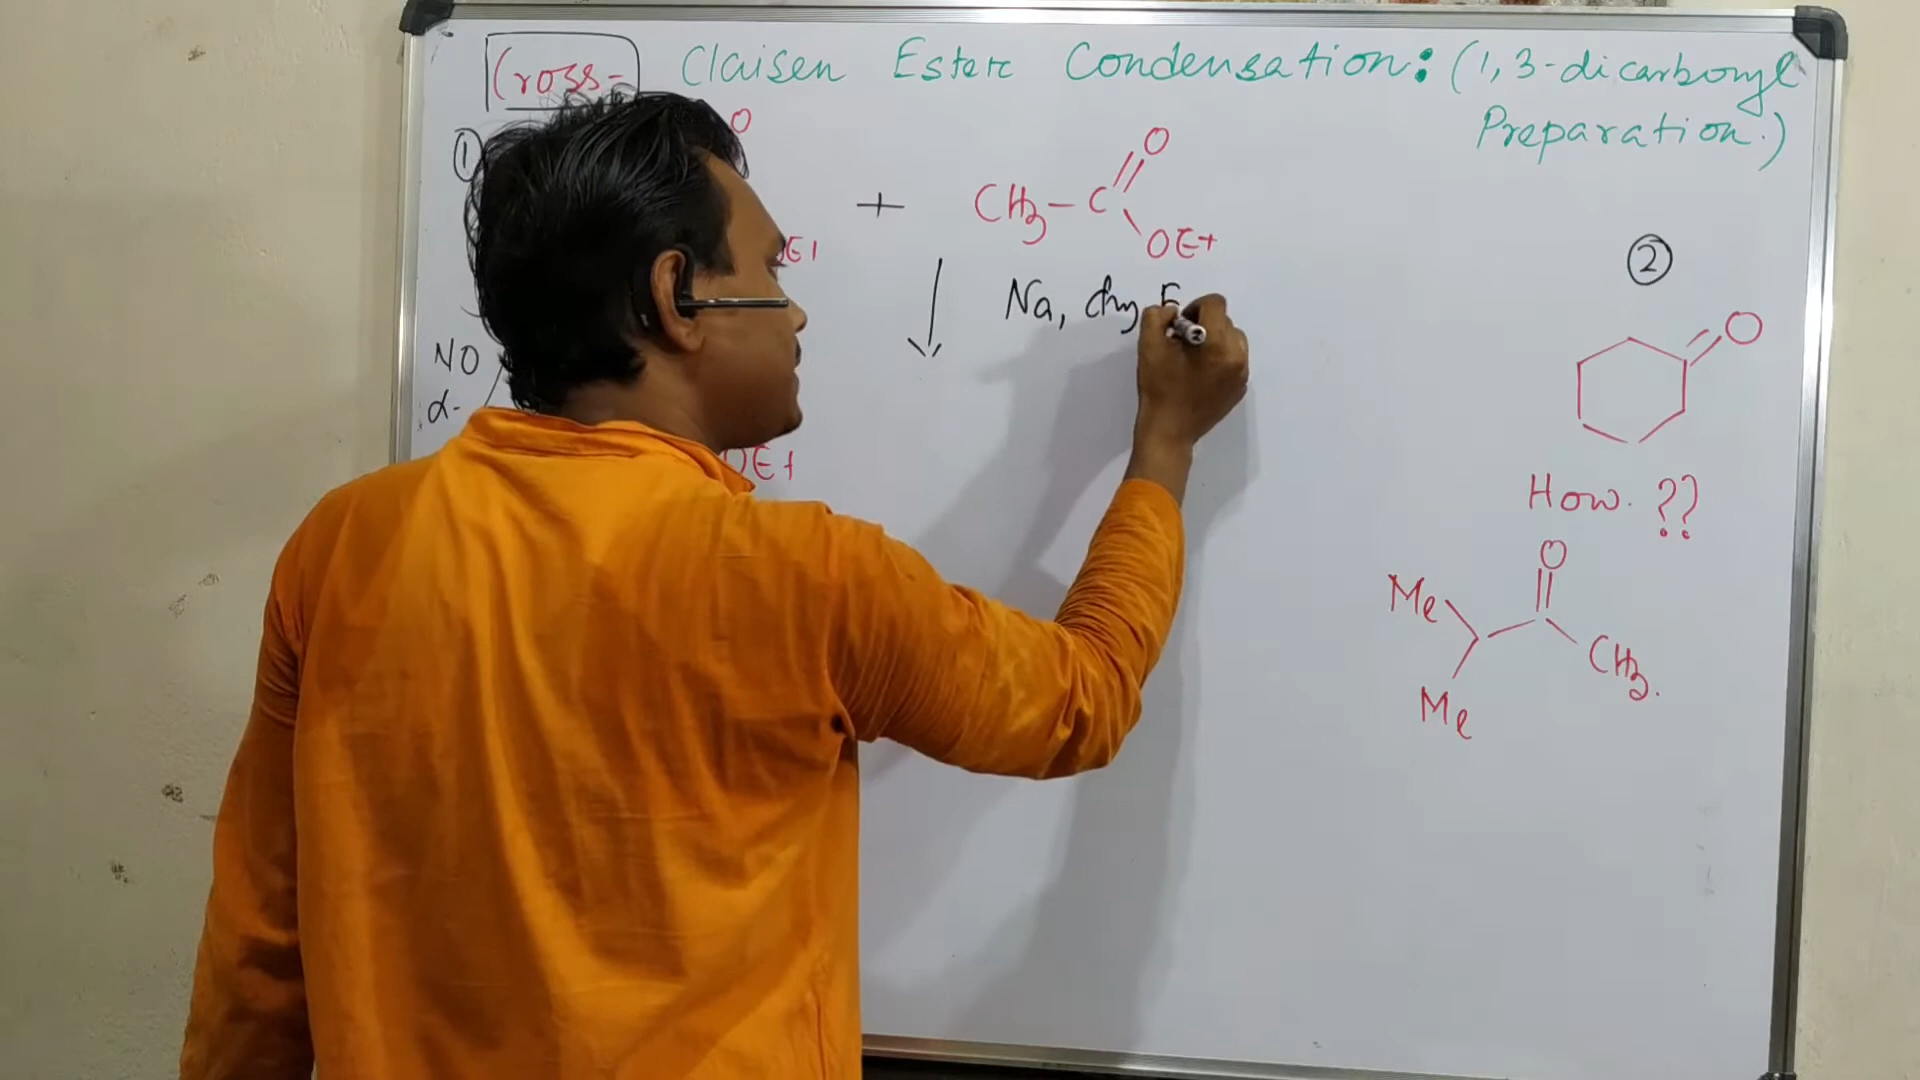 Cross- Claisen Ester Condensation: (1,3-dicarbonyl
Preparation.)
①
O
OEt
+
CH3-C
O
OEt
Na, dry
NO
α-
OEt
②
O
How. ??
O
Me
CH3.
Me